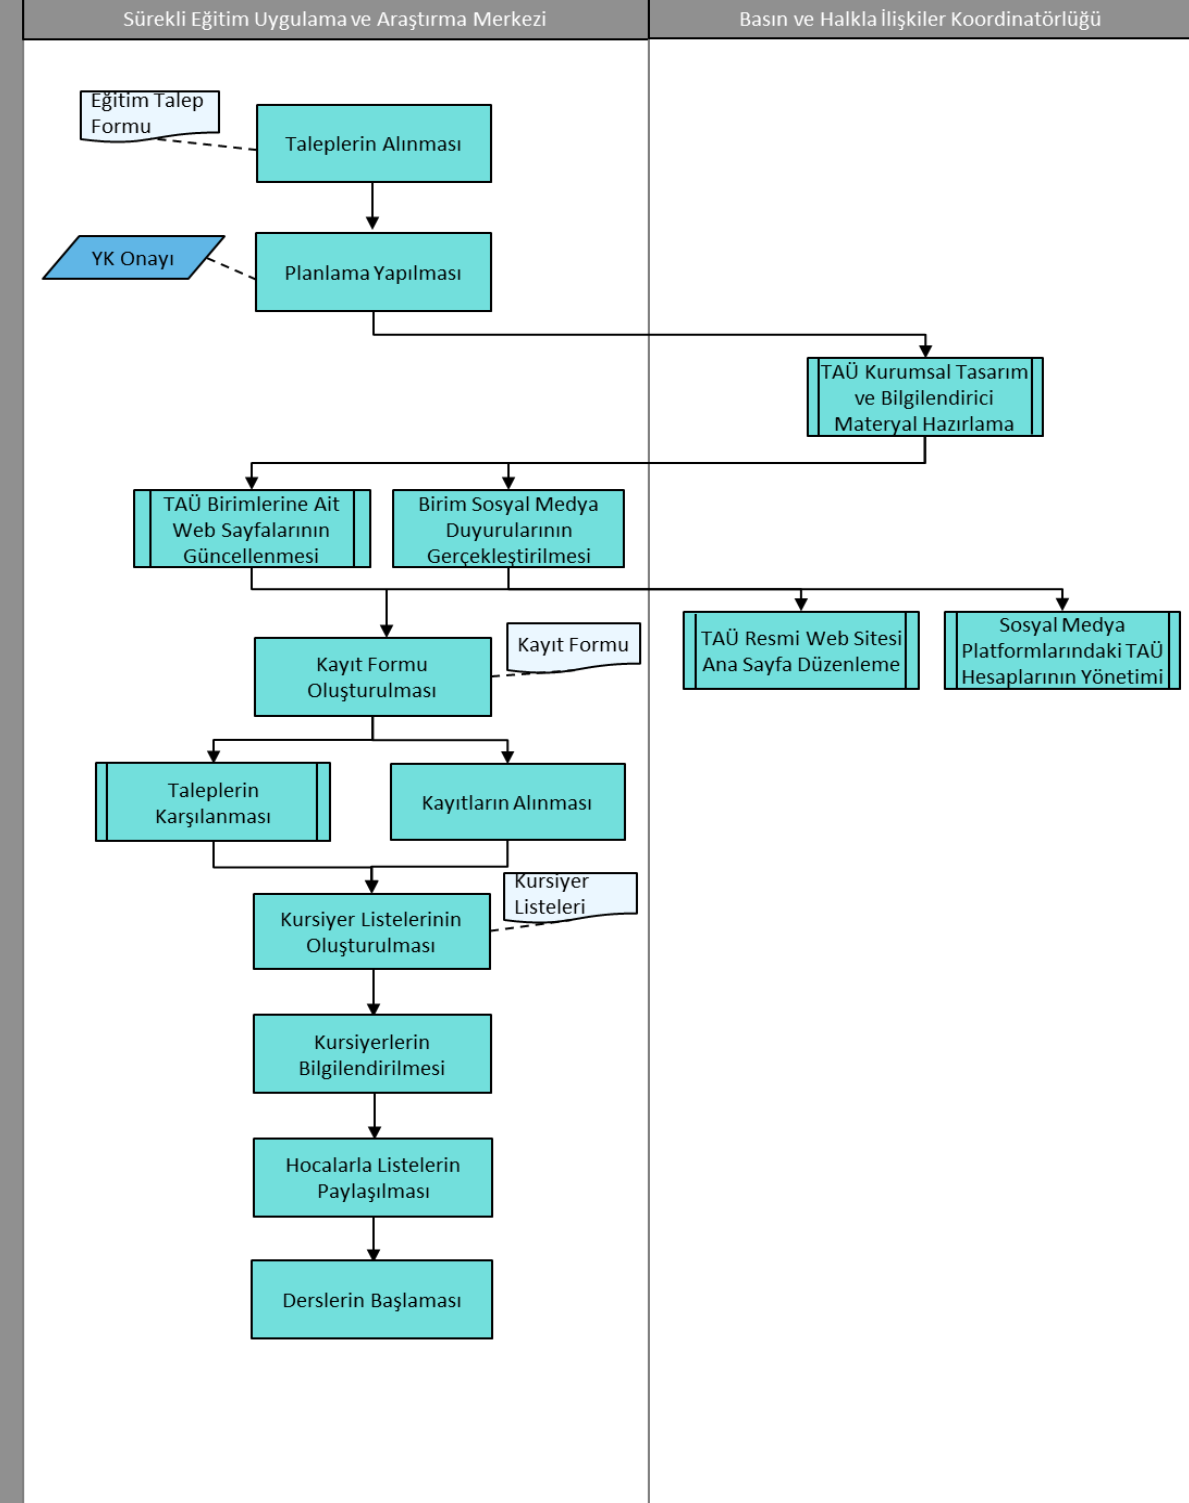 Sürekli Eğitim Uygulama ve Araştırma Merkezi
Basın ve Halkla İlişkiler Koordinatörlüğü
Eğitim Talep
Formu
Taleplerin Alınması
YK Onayı
Planlama Yapılması
TAÜ Kurumsal Tasarım
ve Bilgilendirici
Materyal Hazırlama
TAÜ Birimlerine Ait
Web Sayfalarının
Güncellenmesi
Birim Sosyal Medya
Duyurularının
Gerçekleştirilmesi
TAÜ Resmi Web Sitesi
Ana Sayfa Düzenleme
Sosyal Medya
Platformlarındaki TAÜ
Hesaplarının Yönetimi
Kayıt Formu
Oluşturulması
Kayıt Formu
Taleplerin
Karşılanması
Kayıtların Alınması
Kursiyer Listelerinin
Oluşturulması
Kursiyer
Listeleri
Kursiyerlerin
Bilgilendirilmesi
Hocalarla Listelerin
Paylaşılması
Derslerin Başlaması